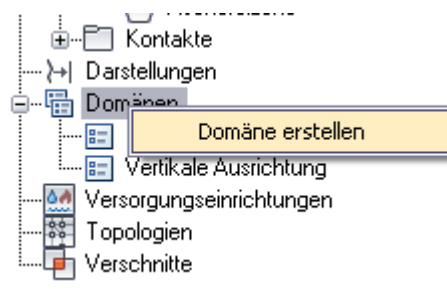 Kontakte
Darstellungen
Domänen
Domäne erstellen
Vertikale Ausrichtung
Versorgungseinrichtungen
Topologien
Verschnitte